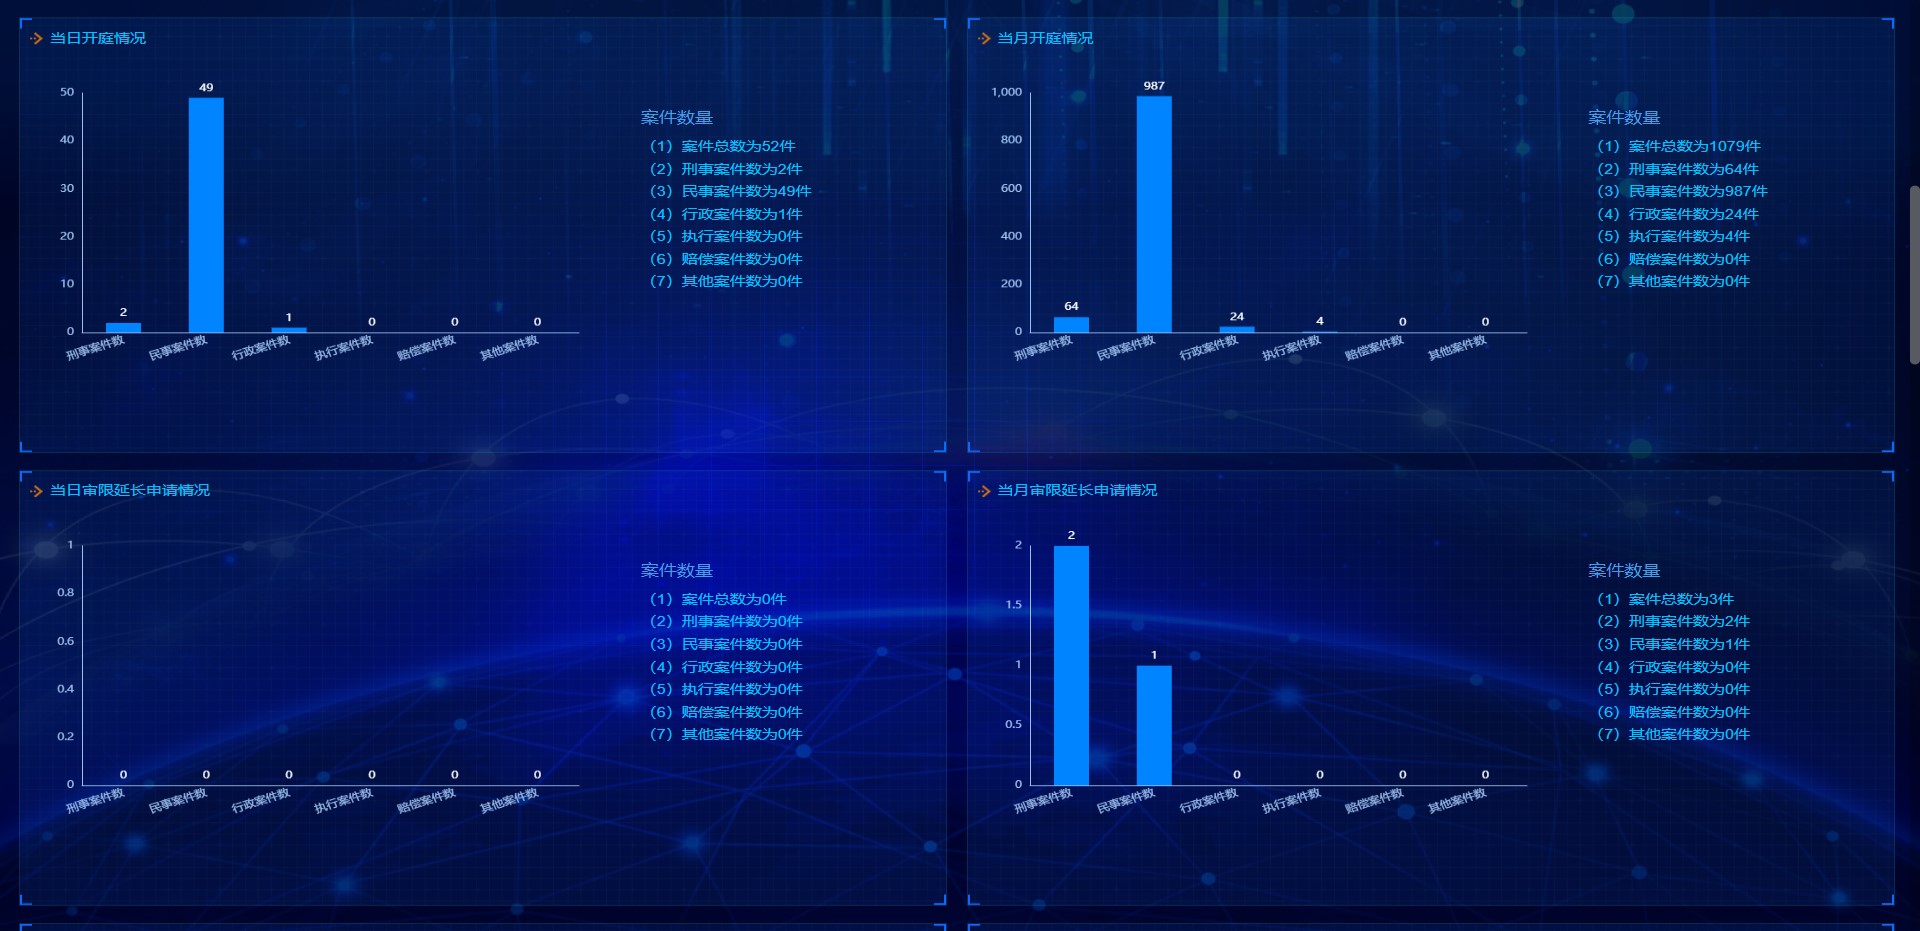 当日开庭情况
50
40
30
20
10
0
2
49
1
0
0
0
刑事案件数
民事案件数
行政案件数
执行案件数
赔偿案件数
其他案件数
案件数量
（1）案件总数为52件
（2）刑事案件数为2件
（3）民事案件数为49件
（4）行政案件数为1件
（5）执行案件数为0件
（6）赔偿案件数为0件
（7）其他案件数为0件
当月开庭情况
1,000
800
600
400
200
0
64
987
24
4
0
0
刑事案件数
民事案件数
行政案件数
执行案件数
赔偿案件数
其他案件数
案件数量
（1）案件总数为1079件
（2）刑事案件数为64件
（3）民事案件数为987件
（4）行政案件数为24件
（5）执行案件数为4件
（6）赔偿案件数为0件
（7）其他案件数为0件
当日审限延长申请情况
1
0.8
0.6
0.4
0.2
0
0
0
0
0
0
0
刑事案件数
民事案件数
行政案件数
执行案件数
赔偿案件数
其他案件数
案件数量
（1）案件总数为0件
（2）刑事案件数为0件
（3）民事案件数为0件
（4）行政案件数为0件
（5）执行案件数为0件
（6）赔偿案件数为0件
（7）其他案件数为0件
当月审限延长申请情况
2
1.5
1
0.5
0
2
1
0
0
0
0
刑事案件数
民事案件数
行政案件数
执行案件数
赔偿案件数
其他案件数
案件数量
（1）案件总数为3件
（2）刑事案件数为2件
（3）民事案件数为1件
（4）行政案件数为0件
（5）执行案件数为0件
（6）赔偿案件数为0件
（7）其他案件数为0件